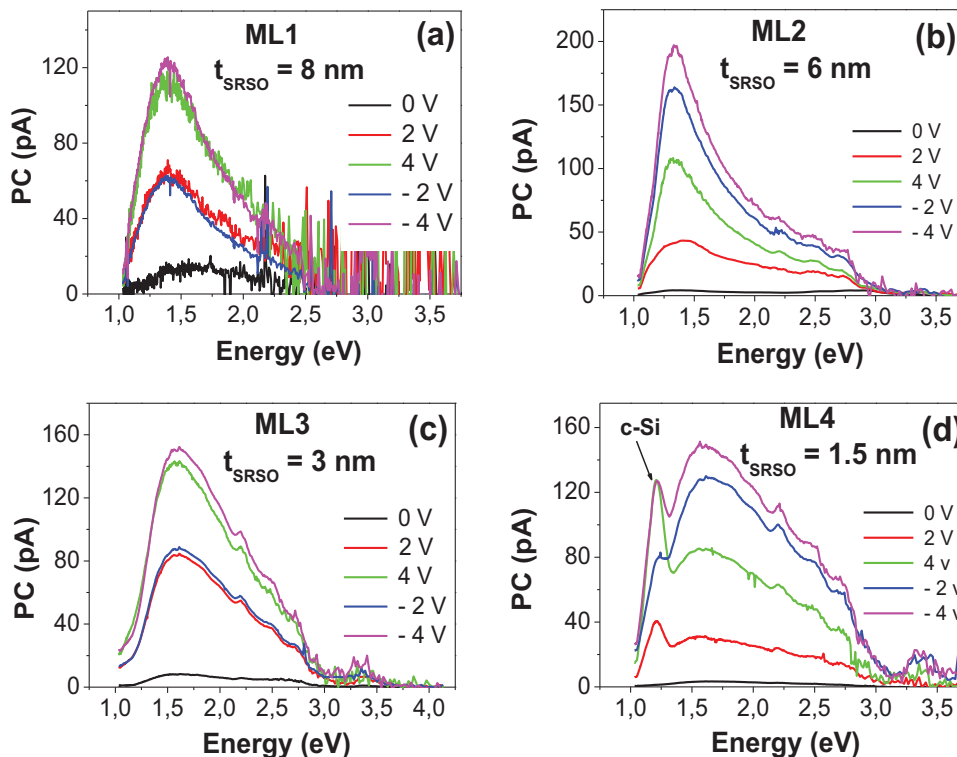 ML1 (a)
t_SRSO = 8 nm
0 V
2 V
4 V
- 2 V
- 4 V
PC (pA)
120
80
40
0
1,0 1,5 2,0 2,5 3,0 3,5
Energy (eV)
ML2 (b)
t_SRSO = 6 nm
0 V
2 V
4 V
- 2 V
- 4 V
PC (pA)
200
150
100
50
0
1,0 1,5 2,0 2,5 3,0 3,5
Energy (eV)
ML3 (c)
t_SRSO = 3 nm
0 V
2 V
4 V
- 2 V
- 4 V
PC (pA)
160
120
80
40
0
1,0 1,5 2,0 2,5 3,0 3,5 4,0
Energy (eV)
ML4 (d)
c-Si
t_SRSO = 1.5 nm
0 V
2 V
4 v
- 2 v
- 4 v
PC (pA)
160
120
80
40
0
1,0 1,5 2,0 2,5 3,0 3,5
Energy (eV)